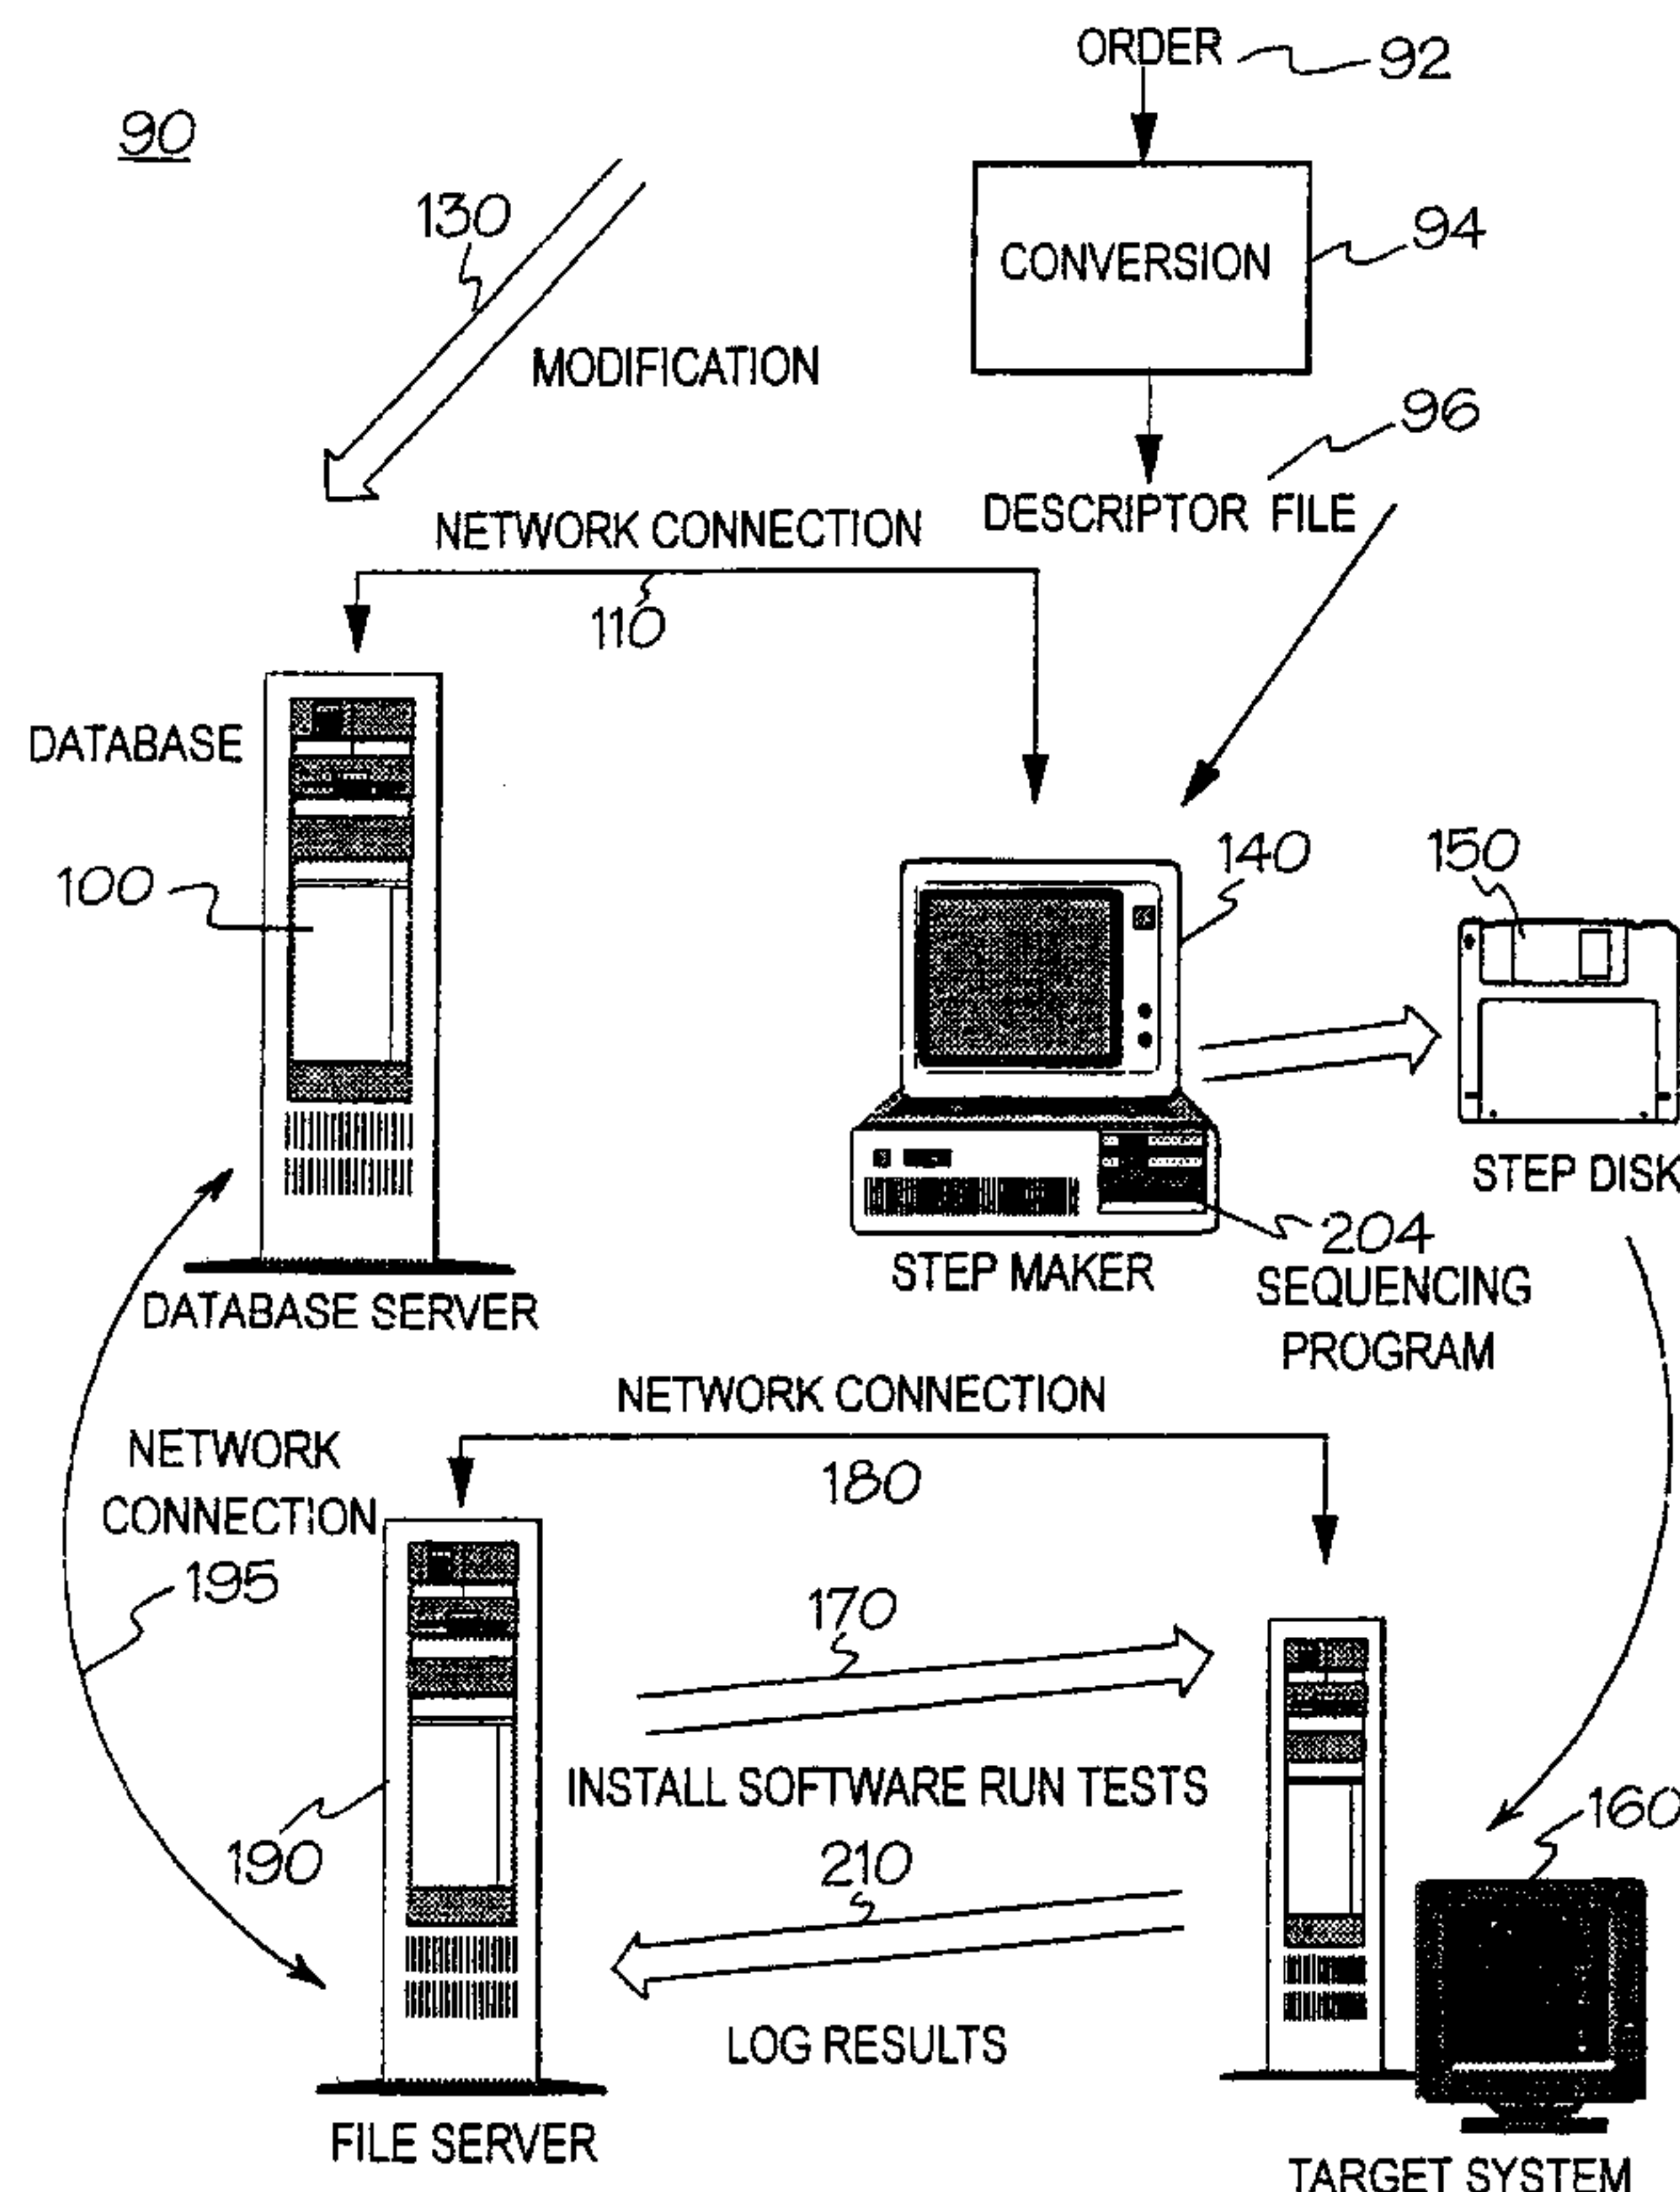 ORDER 92
90
130
CONVERSION 94
MODIFICATION
96
NETWORK CONNECTION
DESCRIPTOR FILE
110
DATABASE
100
140
150
STEP DISK
204
STEP MAKER
SEQUENCING
PROGRAM
DATABASE SERVER
NETWORK CONNECTION
180
NETWORK
CONNECTION
195
170
INSTALL SOFTWARE RUN TESTS
160
190
210
LOG RESULTS
FILE SERVER
TARGET SYSTEM